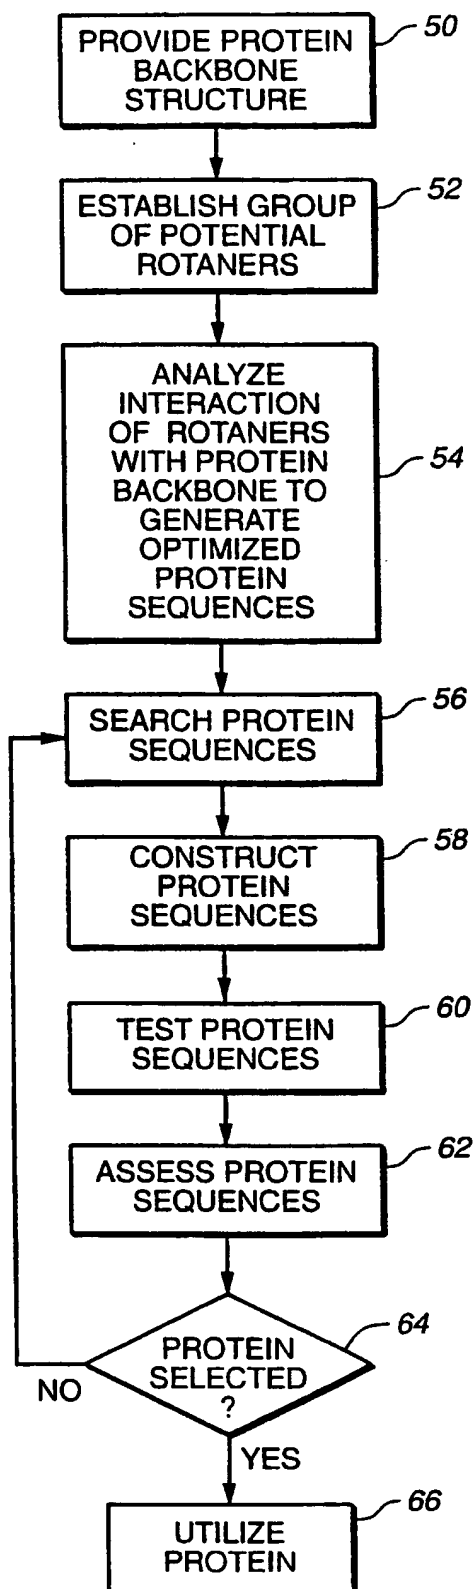 PROVIDE PROTEIN
BACKBONE
STRUCTURE
50
ESTABLISH GROUP
OF POTENTIAL
ROTANERS
52
ANALYZE
INTERACTION
OF ROTANERS
WITH PROTEIN
BACKBONE TO
GENERATE
OPTIMIZED
PROTEIN
SEQUENCES
54
SEARCH PROTEIN
SEQUENCES
56
CONSTRUCT
PROTEIN
SEQUENCES
58
TEST PROTEIN
SEQUENCES
60
ASSESS PROTEIN
SEQUENCES
62
PROTEIN
SELECTED
?
64
NO
YES
UTILIZE
PROTEIN
66